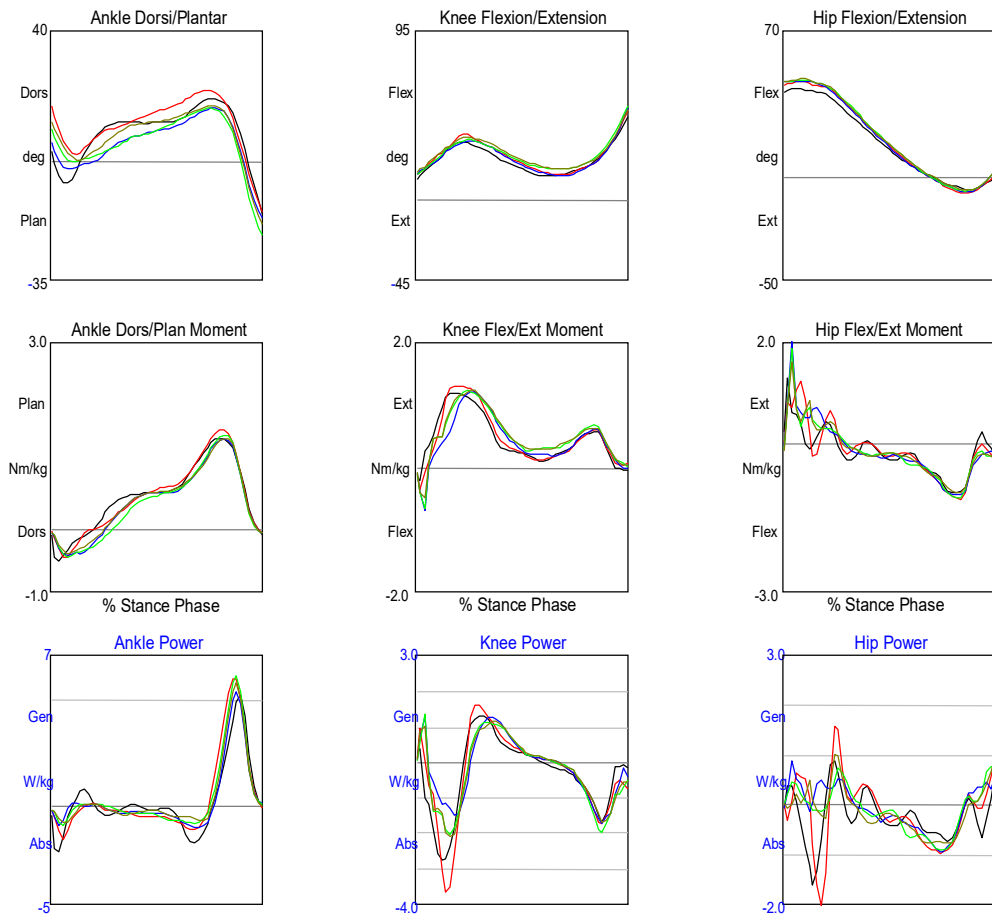 Ankle Dorsi/Plantar
40
Dors
deg
Plan
-35
Knee Flexion/Extension
95
Flex
deg
Ext
-45
Hip Flexion/Extension
70
Flex
deg
Ext
-50
Ankle Dors/Plan Moment
3.0
Plan
Nm/kg
Dors
-1.0
% Stance Phase
Knee Flex/Ext Moment
2.0
Ext
Nm/kg
Flex
-2.0
% Stance Phase
Hip Flex/Ext Moment
2.0
Ext
Nm/kg
Flex
-3.0
% Stance Phase
Ankle Power
7
Gen
W/kg
Abs
-5
Knee Power
3.0
Gen
W/kg
Abs
-4.0
Hip Power
3.0
Gen
W/kg
Abs
-2.0